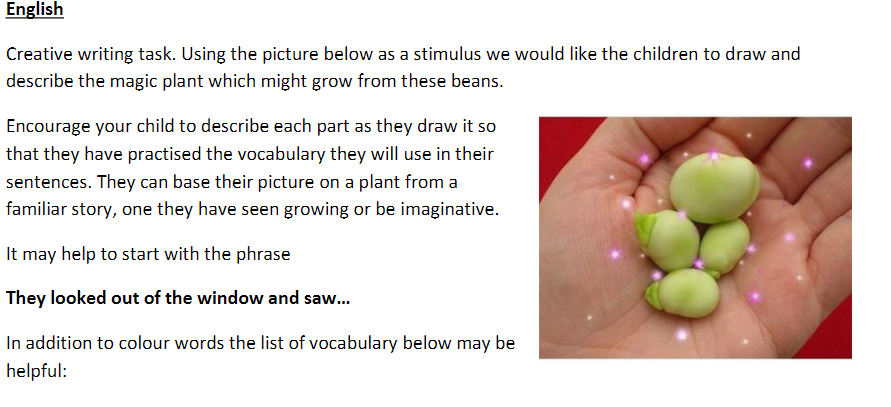 English
Creative writing task. Using the picture below as a stimulus we would like the children to draw and
describe the magic plant which might grow from these beans.
Encourage your child to describe each part as they draw it so
that they have practised the vocabulary they will use in their
sentences. They can base their picture on a plant from a
familiar story, one they have seen growing or be imaginative.
It may help to start with the phrase
They looked out of the window and saw...
In addition to colour words the list of vocabulary below may be
helpful: